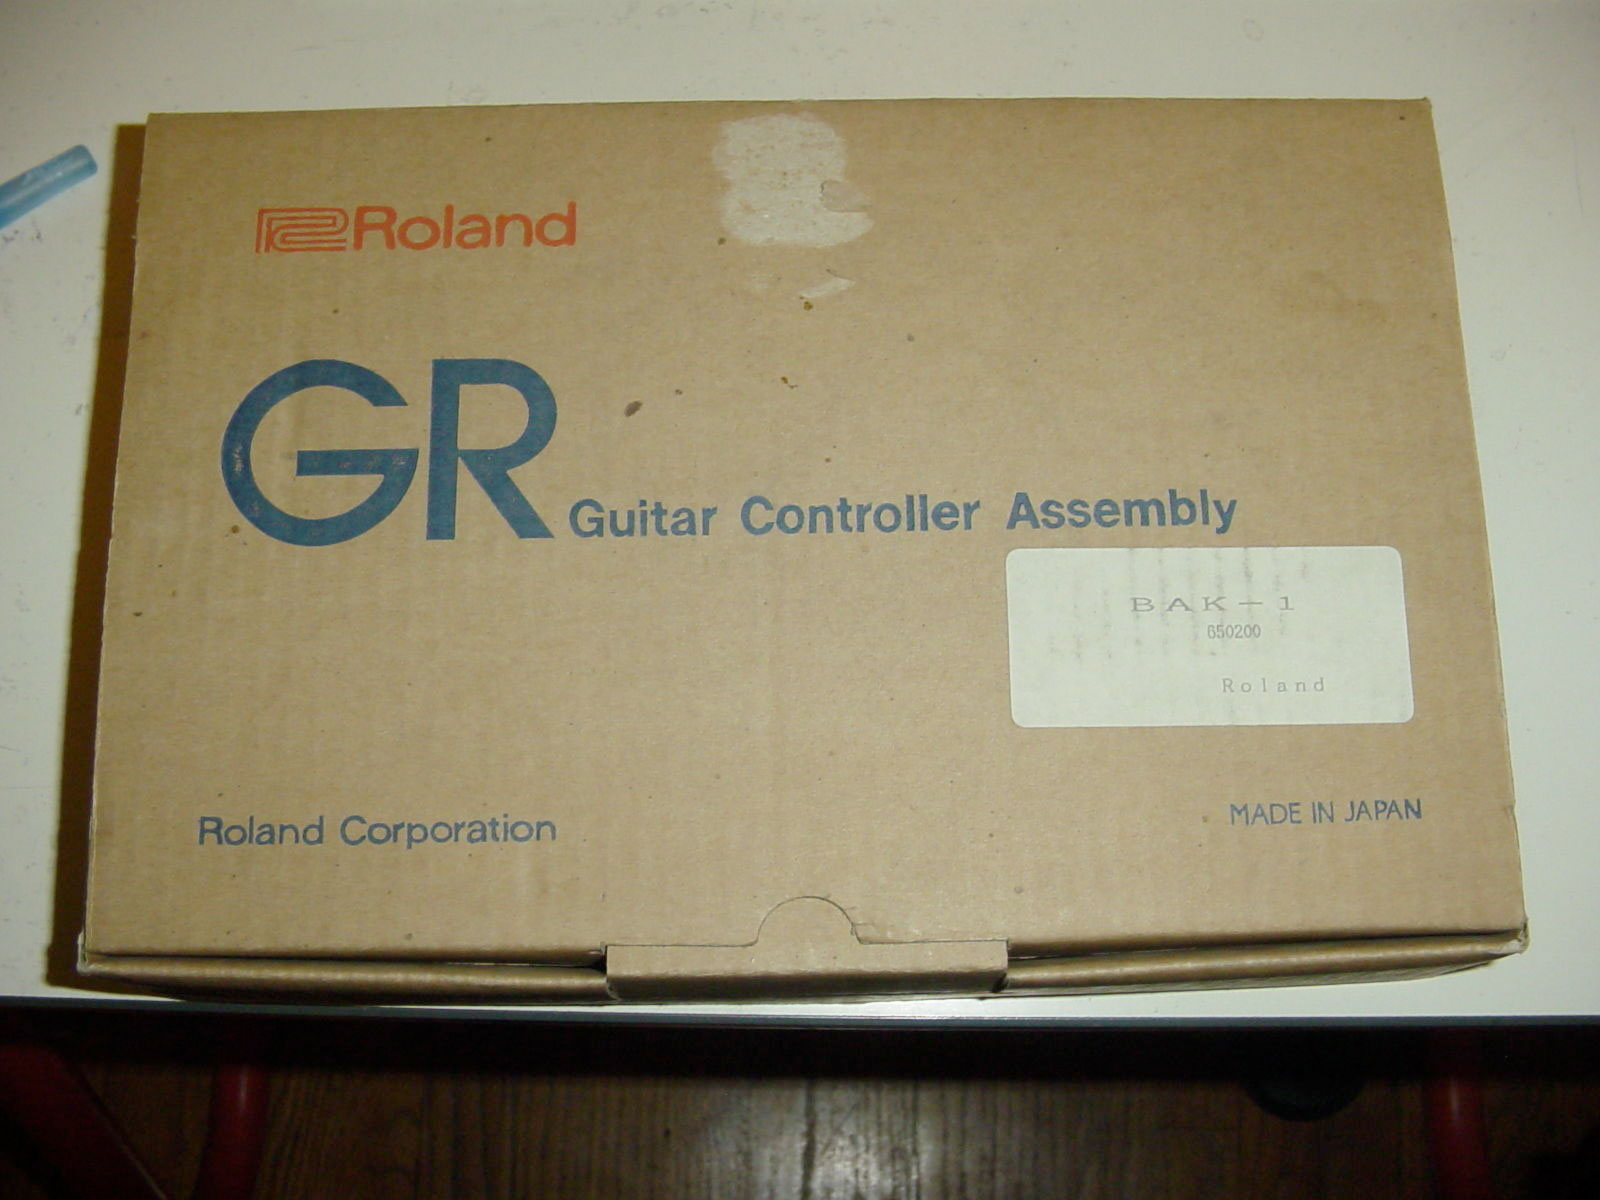 Roland
GR Guitar Controller Assembly
BAK-1
650200
Roland
Roland Corporation
MADE IN JAPAN